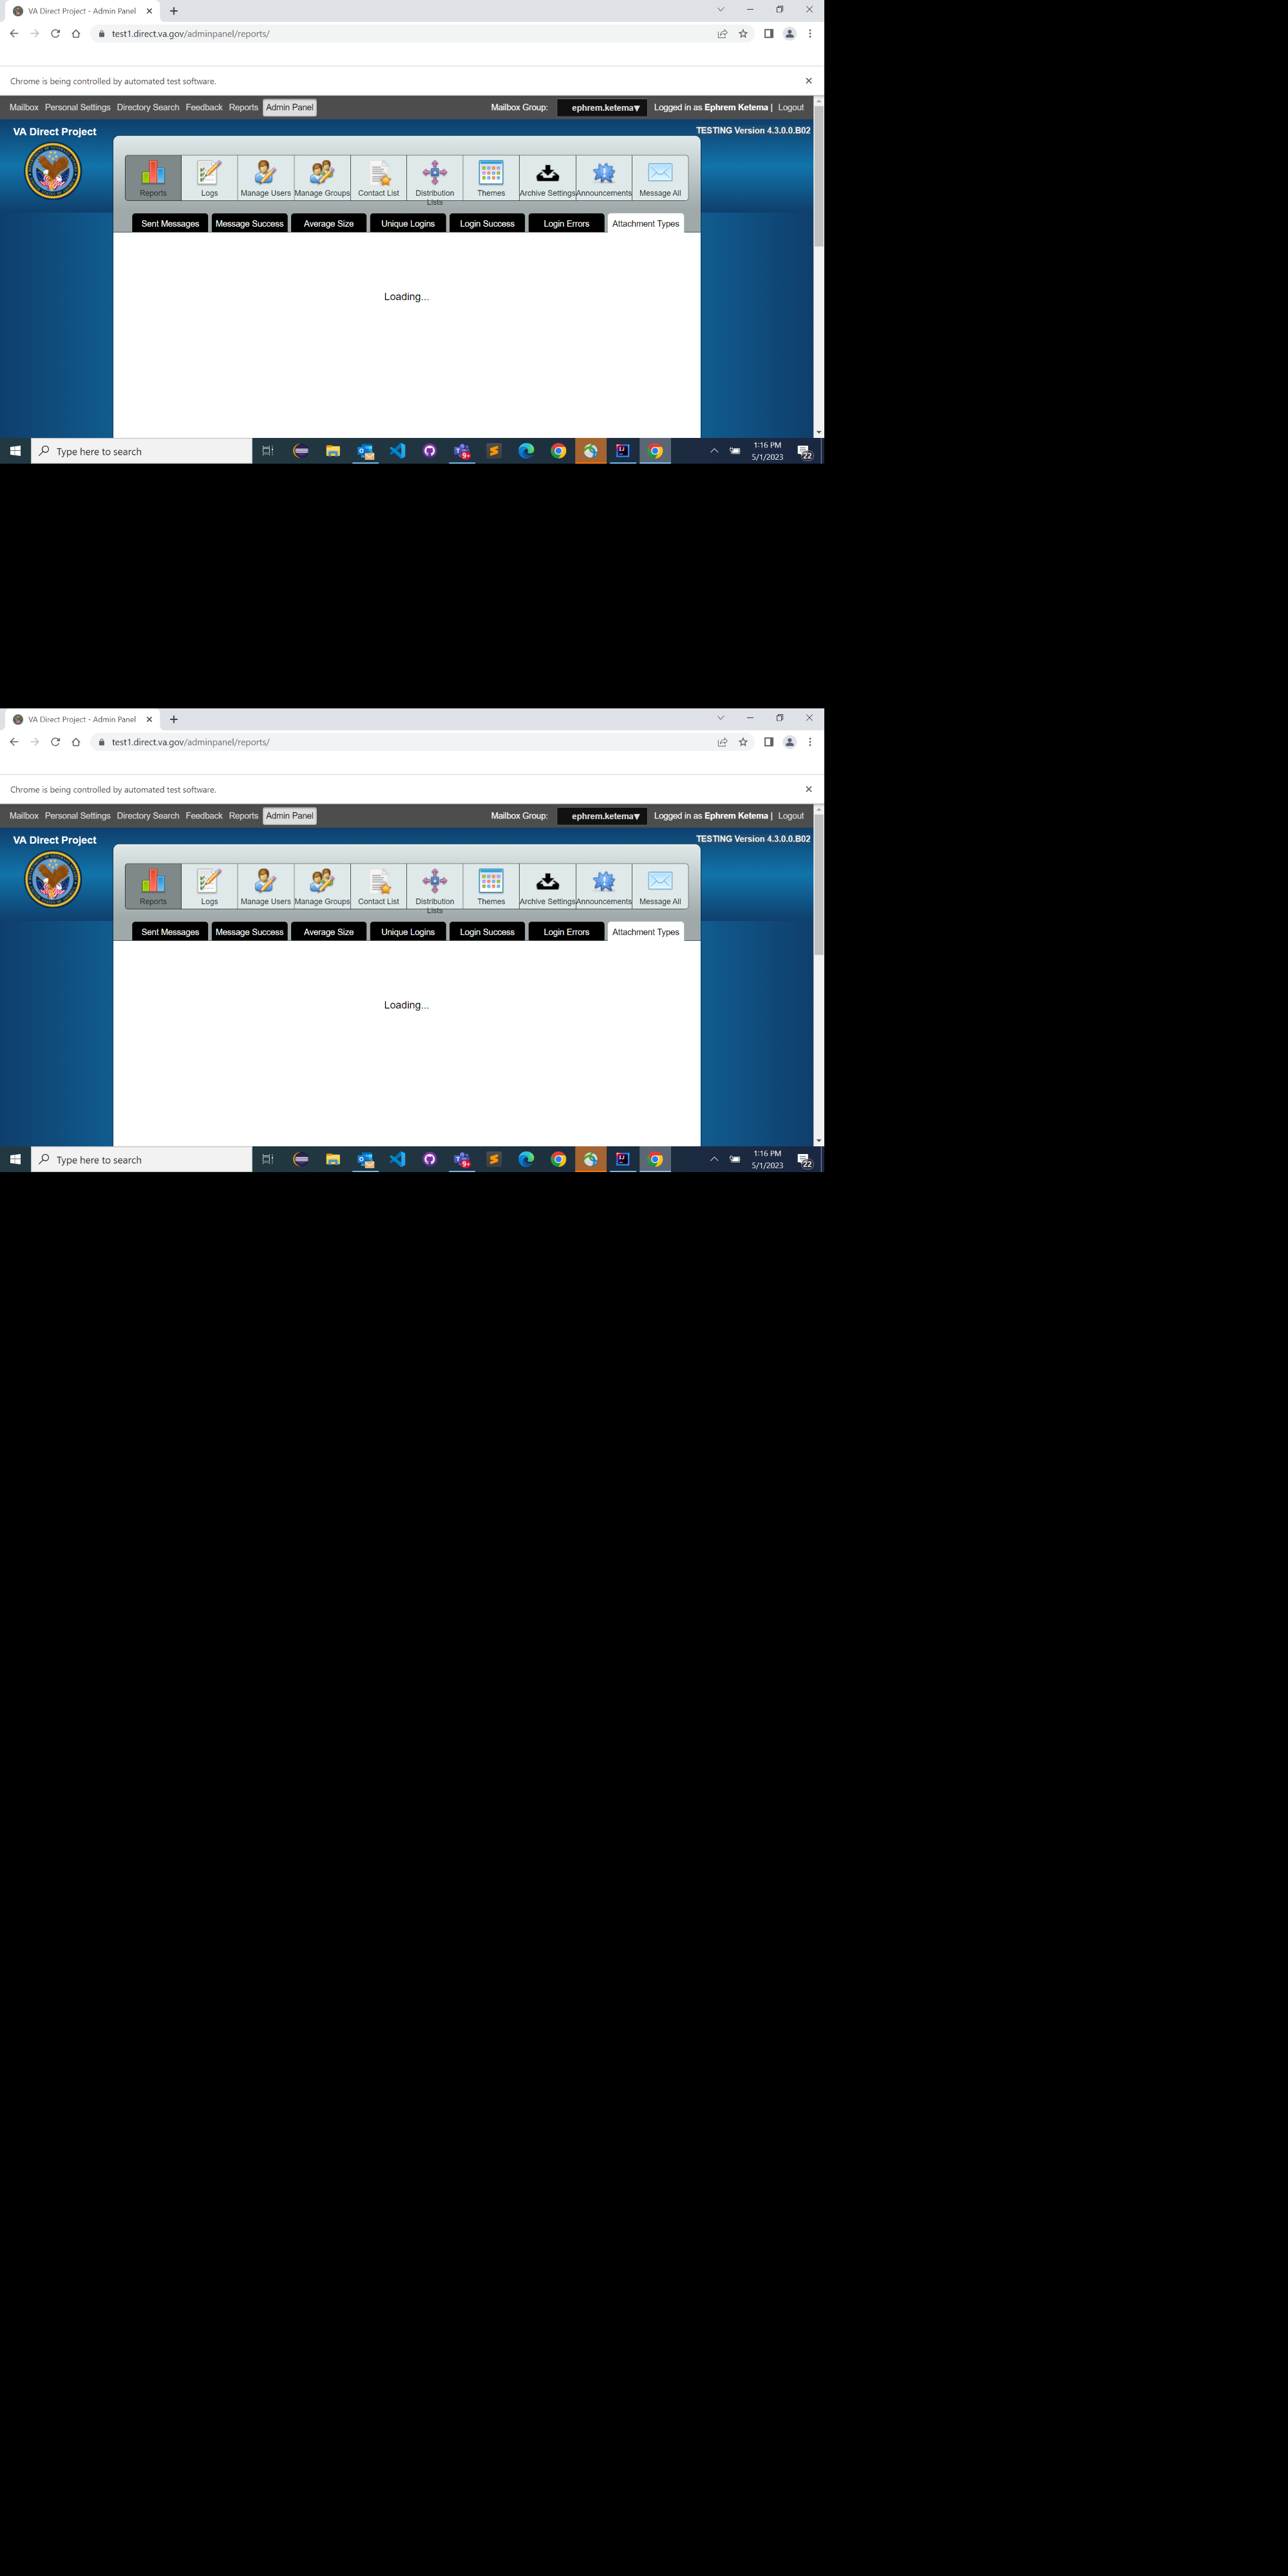 VA Direct Project - Admin Panel
test1.direct.va.gov/adminpanel/reports/
Chrome is being controlled by automated test software.
Mailbox Personal Settings Directory Search Feedback Reports Admin Panel Mailbox Group: ephrem.ketema▼ Logged in as Ephrem Ketema | Logout
VA Direct Project TESTING Version 4.3.0.0.B02
Reports Logs Manage Users Manage Groups Contact List Distribution Lists Themes Archive Settings Announcements Message All
Sent Messages Message Success Average Size Unique Logins Login Success Login Errors Attachment Types
Loading...
Type here to search 9+ 1:16 PM
5/1/2023 22
VA Direct Project - Admin Panel
test1.direct.va.gov/adminpanel/reports/
Chrome is being controlled by automated test software.
Mailbox Personal Settings Directory Search Feedback Reports Admin Panel Mailbox Group: ephrem.ketema▼ Logged in as Ephrem Ketema | Logout
VA Direct Project TESTING Version 4.3.0.0.B02
Reports Logs Manage Users Manage Groups Contact List Distribution Lists Themes Archive Settings Announcements Message All
Sent Messages Message Success Average Size Unique Logins Login Success Login Errors Attachment Types
Loading...
Type here to search 9+ 1:16 PM
5/1/2023 22